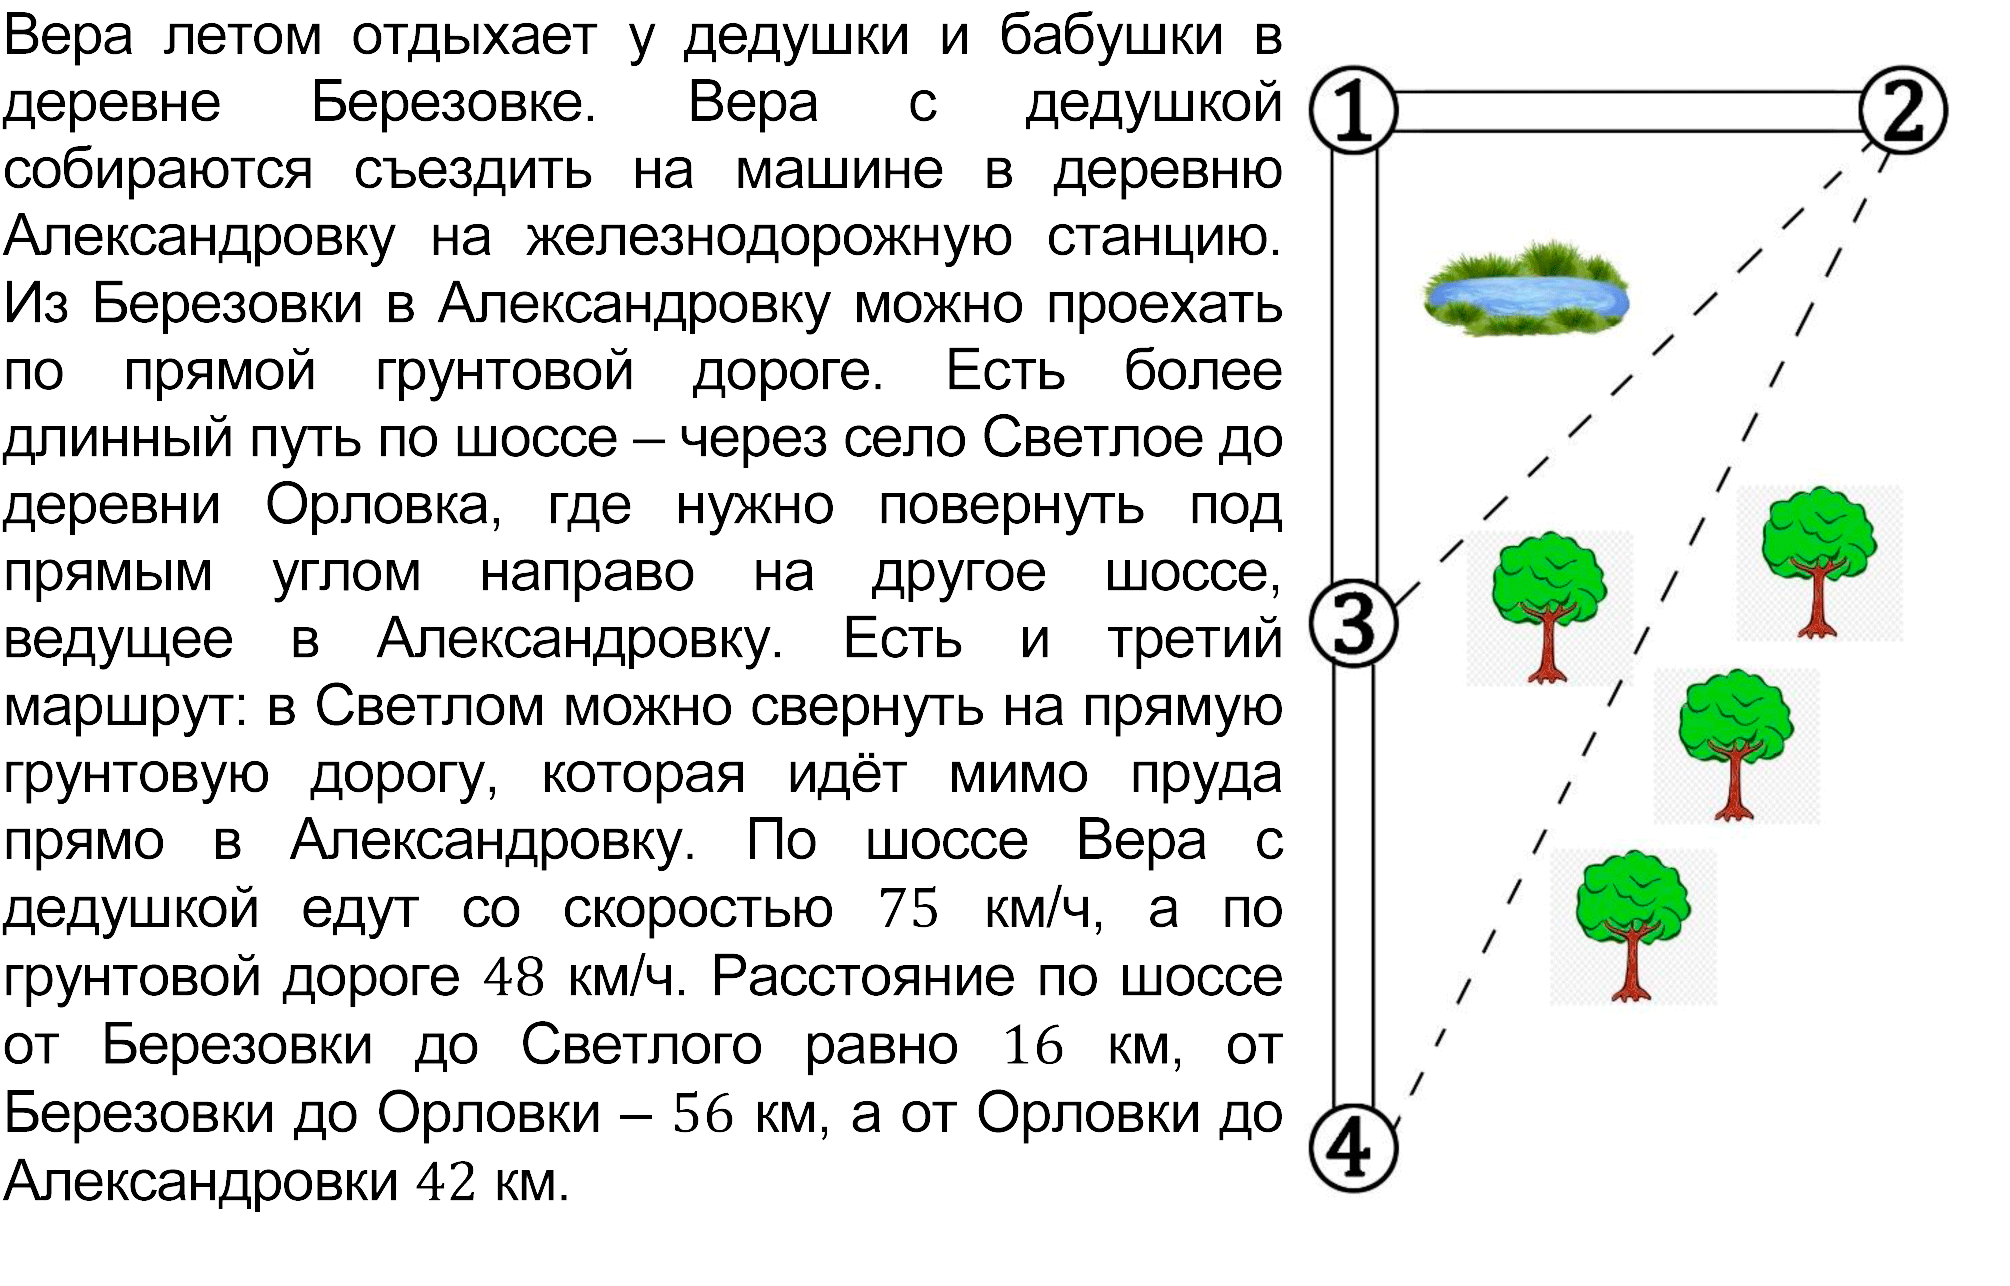 Вера летом отдыхает у дедушки и бабушки в
деревне Березовке. Вера с дедушкой
собираются съездить на машине в деревню
Александровку на железнодорожную станцию.
Из Березовки в Александровку можно проехать
по прямой грунтовой дороге. Есть более
длинный путь по шоссе – через село Светлое до
деревни Орловка, где нужно повернуть под
прямым углом направо на другое шоссе,
ведущее в Александровку. Есть и третий
маршрут: в Светлом можно свернуть на прямую
грунтовую дорогу, которая идёт мимо пруда
прямо в Александровку. По шоссе Вера с
дедушкой едут со скоростью 75 км/ч, а по
грунтовой дороге 48 км/ч. Расстояние по шоссе
от Березовки до Светлого равно 16 км, от
Березовки до Орловки – 56 км, а от Орловки до
Александровки 42 км.
1
2
3
4